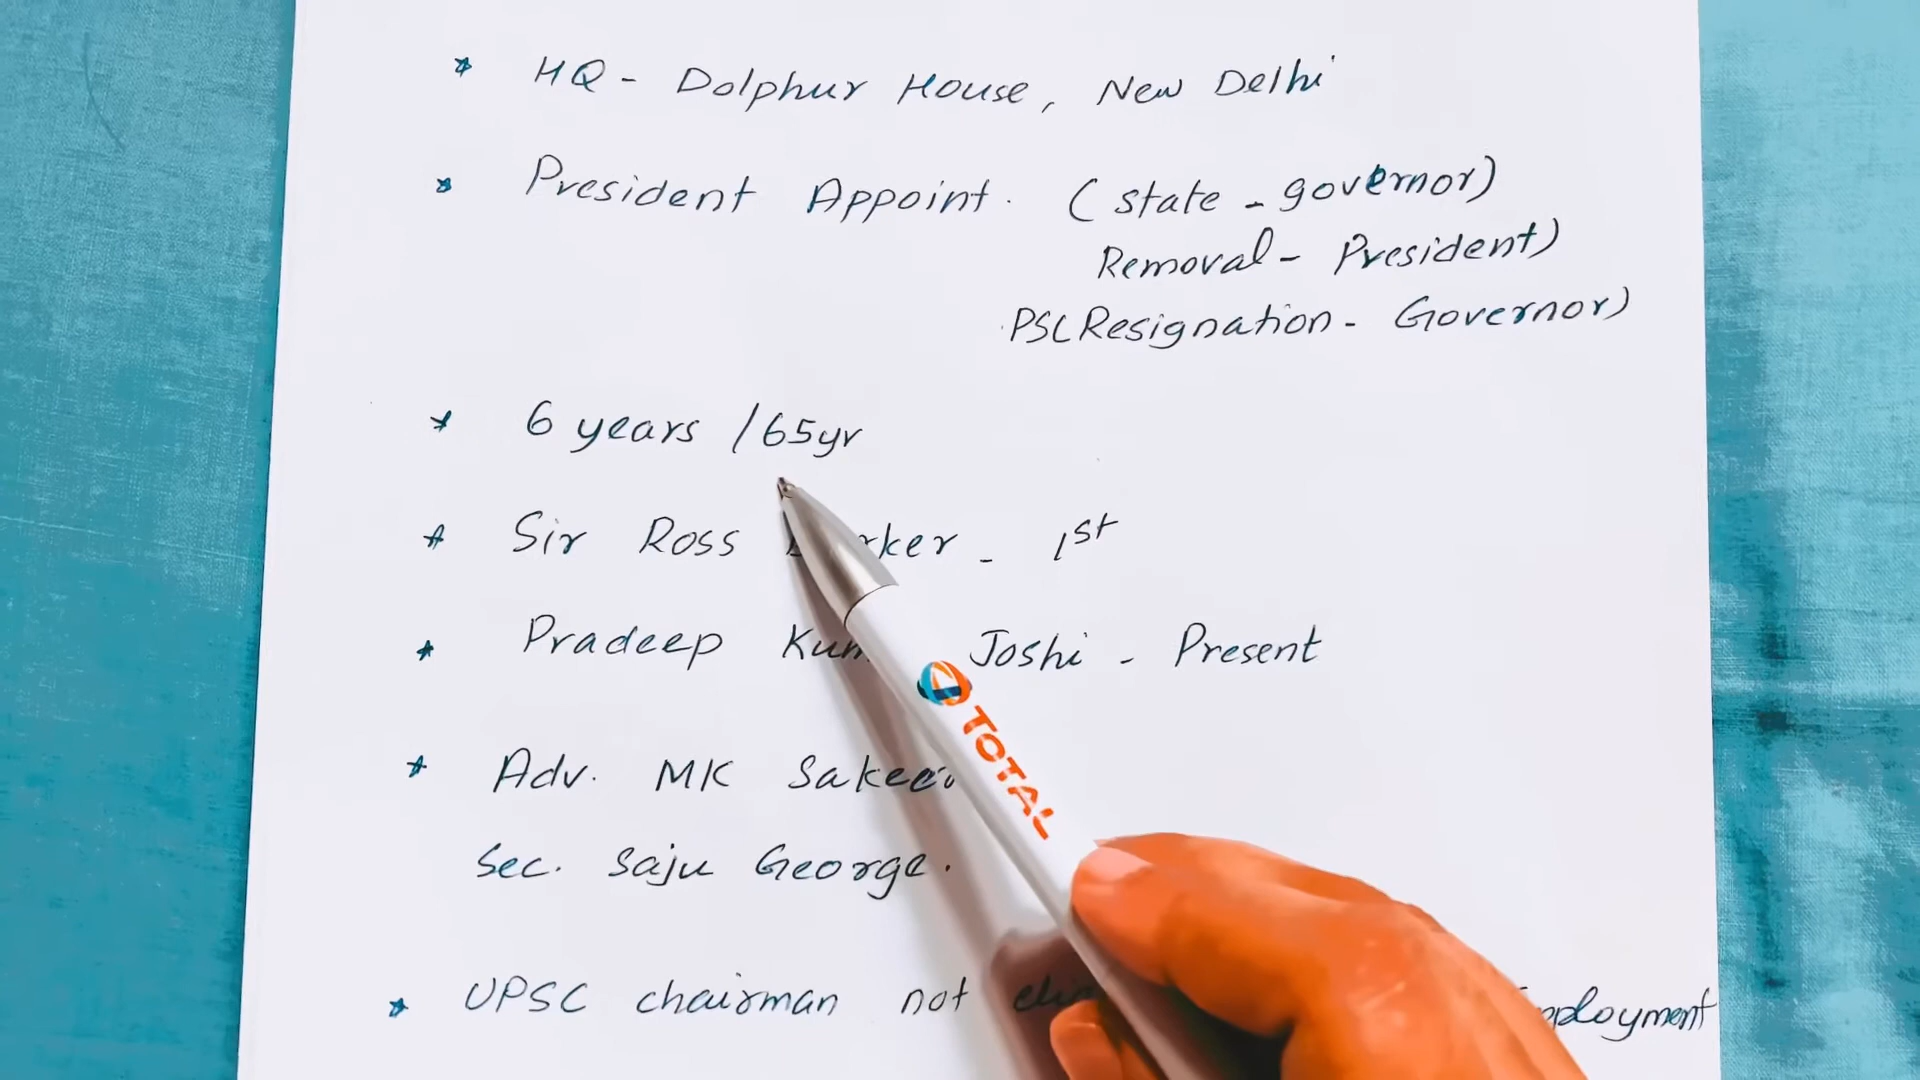 * HQ - Dolphur House, New Delhi
* President Appoint. (state - governor)
Removal - President)
PSC Resignation - Governor)
* 6 years /65yr
* Sir Ross - 1st
* Pradeep Joshi - Present
* Adv. MK
Sec. Saju George.
* UPSC chairman not
TOTAL